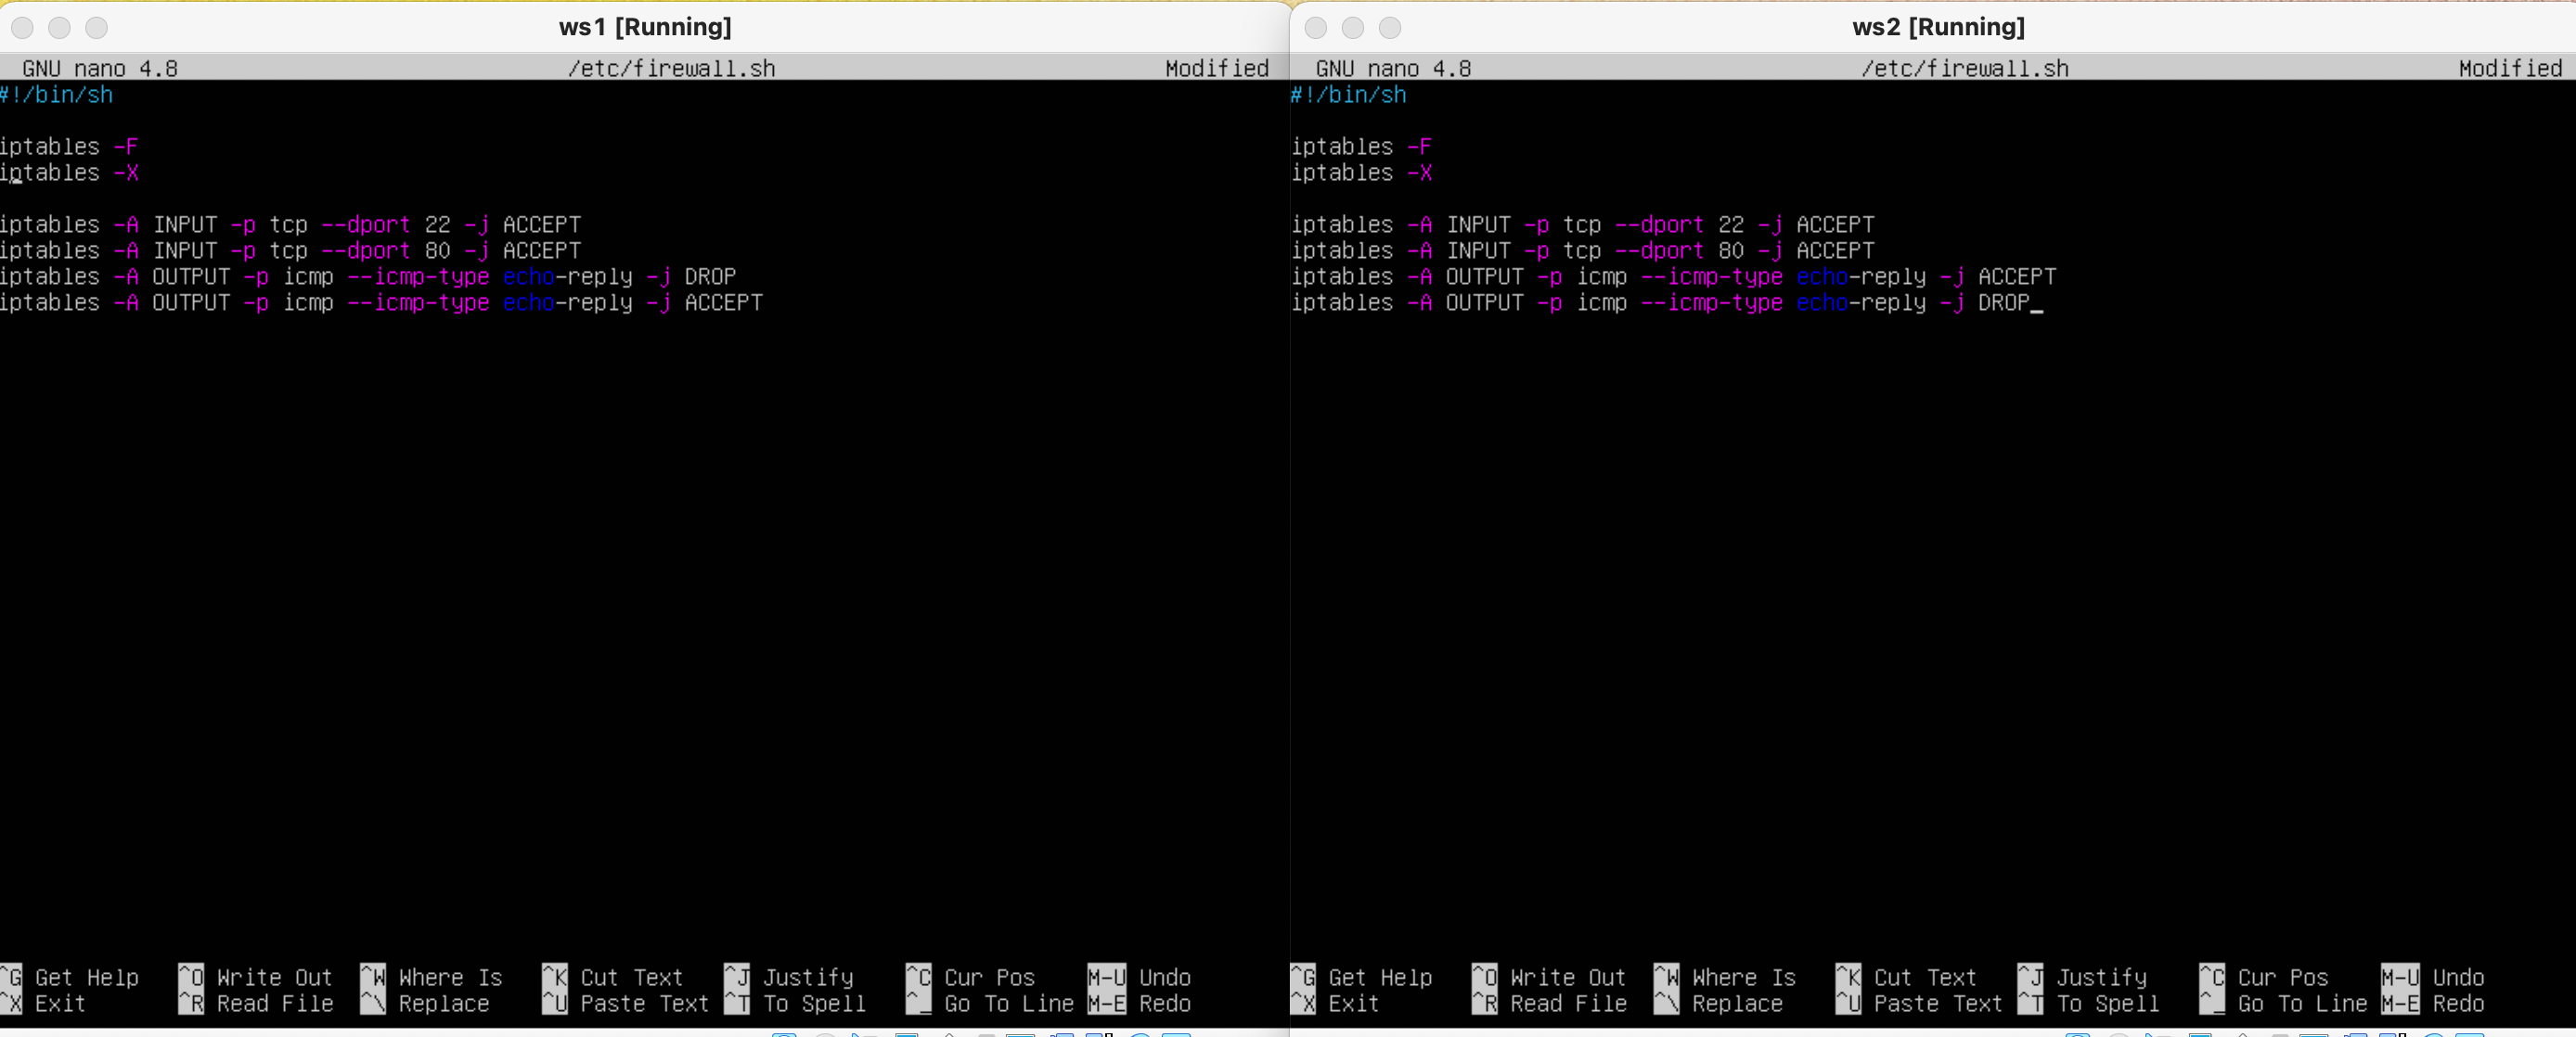 ws1 [Running]
GNU nano 4.8 /etc/firewall.sh Modified
#!/bin/sh
iptables -F
iptables -X
iptables -A INPUT -p tcp --dport 22 -j ACCEPT
iptables -A INPUT -p tcp --dport 80 -j ACCEPT
iptables -A OUTPUT -p icmp --icmp-type echo-reply -j DROP
iptables -A OUTPUT -p icmp --icmp-type echo-reply -j ACCEPT
^G Get Help ^O Write Out ^W Where Is ^K Cut Text ^J Justify ^C Cur Pos M-U Undo
^X Exit ^R Read File ^\ Replace ^U Paste Text ^T To Spell ^_ Go To Line M-E Redo
ws2 [Running]
GNU nano 4.8 /etc/firewall.sh Modified
#!/bin/sh
iptables -F
iptables -X
iptables -A INPUT -p tcp --dport 22 -j ACCEPT
iptables -A INPUT -p tcp --dport 80 -j ACCEPT
iptables -A OUTPUT -p icmp --icmp-type echo-reply -j ACCEPT
iptables -A OUTPUT -p icmp --icmp-type echo-reply -j DROP
^G Get Help ^O Write Out ^W Where Is ^K Cut Text ^J Justify ^C Cur Pos M-U Undo
^X Exit ^R Read File ^\ Replace ^U Paste Text ^T To Spell ^_ Go To Line M-E Redo